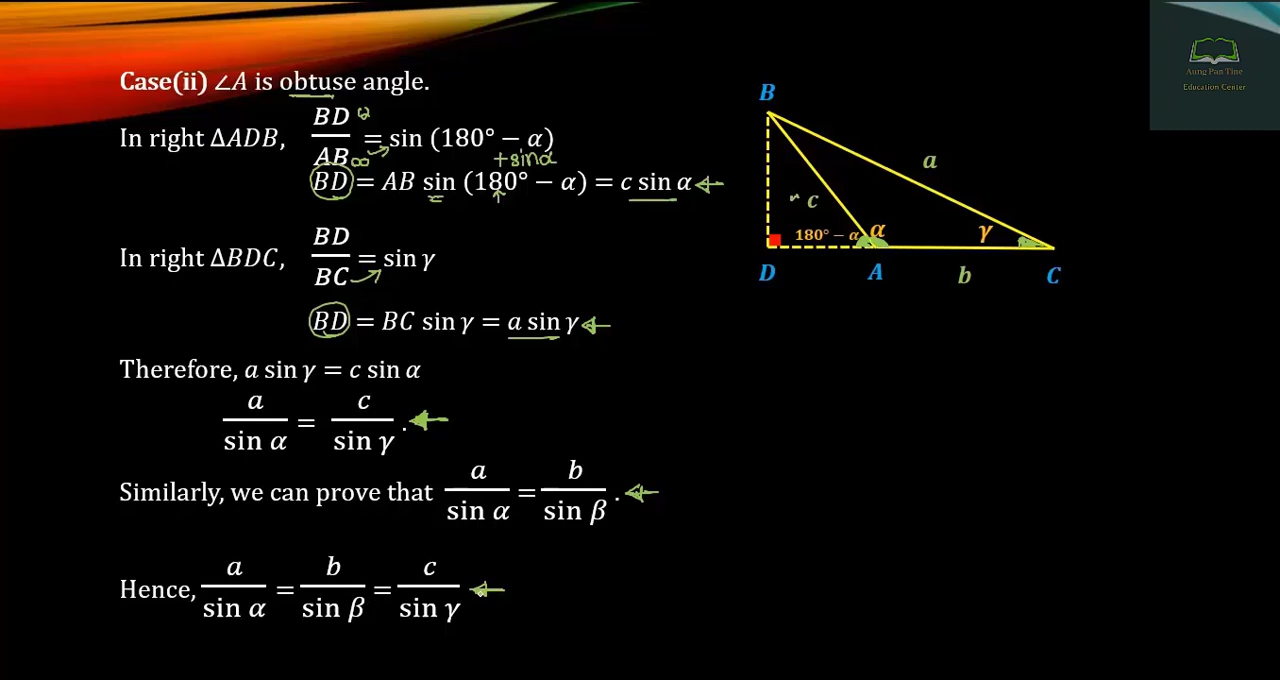 Case(ii) ∠A is obtuse angle.
In right ΔADB, BD/AB = sin (180° − α)
+sinα
BD = AB sin (180° − α) = c sin α
In right ΔBDC, BD/BC = sin γ
BD = BC sin γ = a sin γ
Therefore, a sin γ = c sin α
a/sin α = c/sin γ .
Similarly, we can prove that a/sin α = b/sin β .
Hence, a/sin α = b/sin β = c/sin γ
B
a
c
180° − α
α
γ
D
A
b
C
Aung Pan Tine
Education Center